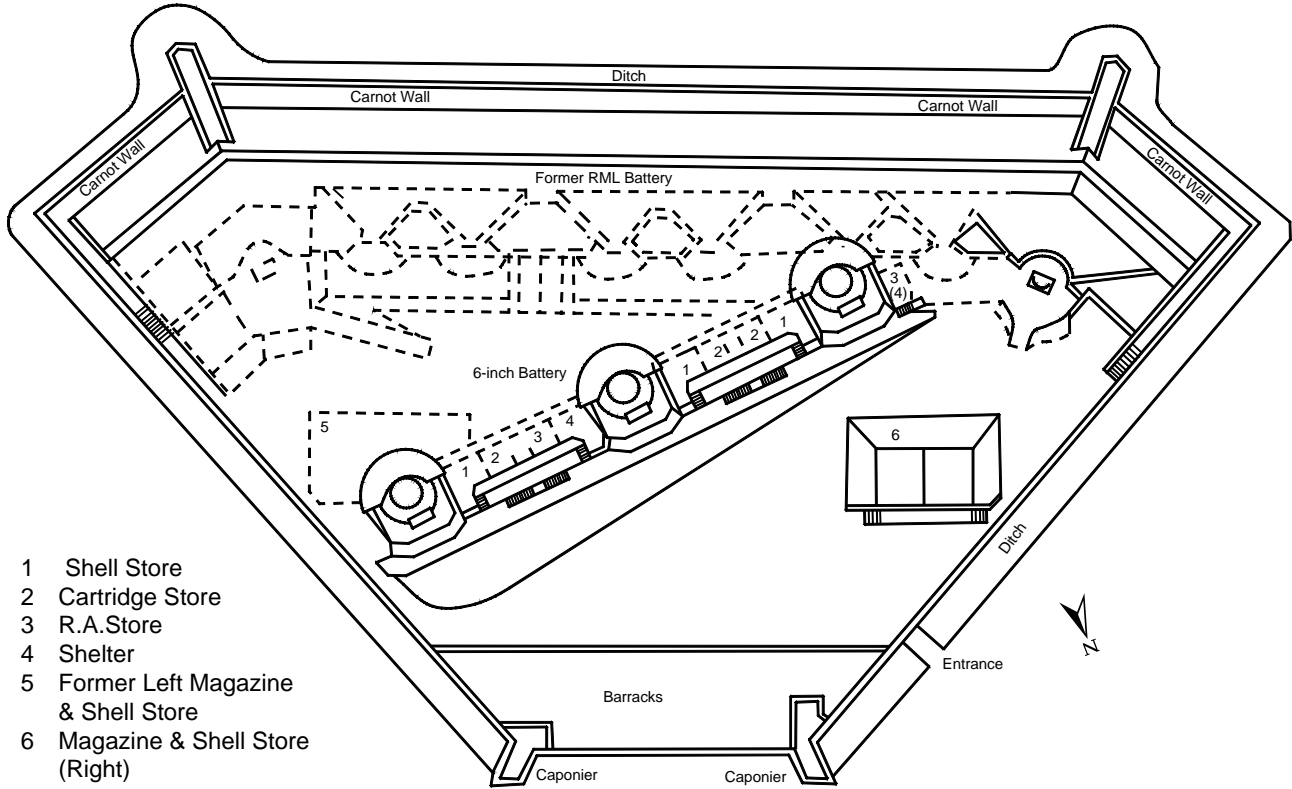 Ditch
Carnot Wall
Carnot Wall
Carnot Wall
Carnot Wall
Former RML Battery
3
(4)
1
2
2
1
6-inch Battery
4
3
2
1
5
6
Ditch
1 Shell Store
2 Cartridge Store
3 R.A.Store
4 Shelter
5 Former Left Magazine
& Shell Store
6 Magazine & Shell Store
(Right)
N
Entrance
Barracks
Caponier
Caponier